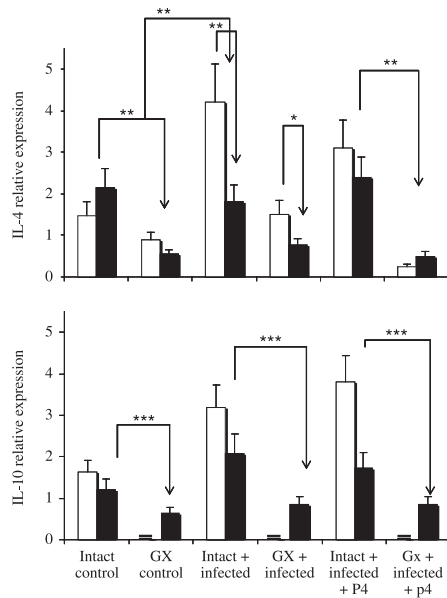 **
**
5
4
**
*
**
3
2
1
0
IL-4 relative expression
5
***
***
4
3
***
2
1
0
IL-10 relative expression
Intact control
GX control
Intact + infected
GX + infected
Intact + infected + P4
Gx + infected + p4